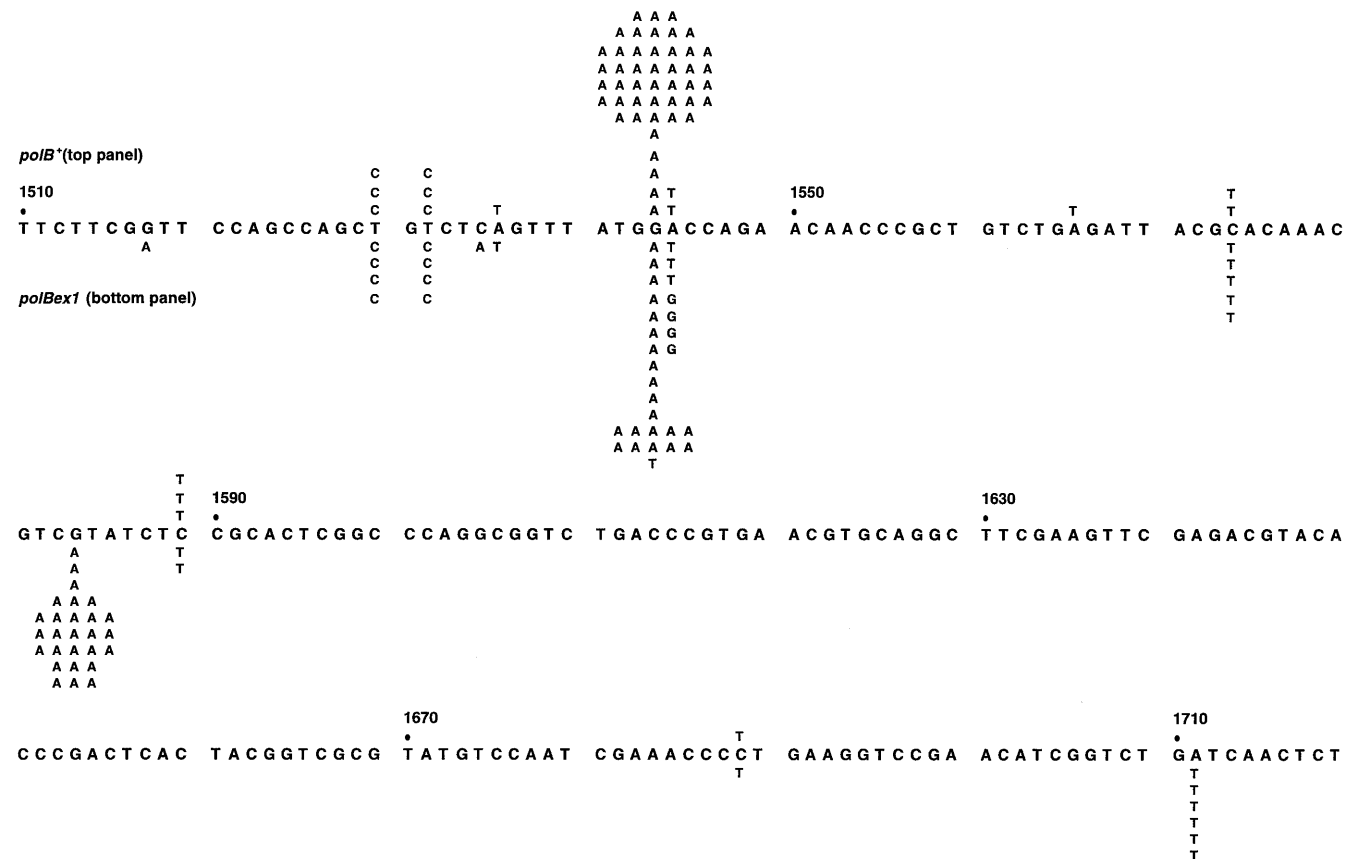 A A A
A A A A A
A A A A A A A
A A A A A A A
A A A A A A A
A A A A A A A
A A A A A
A
polB+(top panel) A
C C A
1510 C C A T 1550 T
C C T A T T T
TTCTTCGGTT CCAGCCAGCT GTCTCAGTTT ATGGACCAGA ACAACCCGCT GTCTGAGATT ACGCACAAAC
A C C A T A T T
C C A T T
C C A T T
polBex1 (bottom panel) C C A G T
A G T
A G
A G
A
A
A
A
A A A A A
A A A A A
T
T
T 1590 1630
T
GTCGTATCTC CGCACTCGGC CCAGGCGGTC TGACCCGTGA ACGTGCAGGC TTCGAAGTTC GAGACGTACA
A T
A T
A
A A A
A A A A A
A A A A A
A A A A A
A A A
A A A
1670 1710
T
CCCGACTCAC TACGGTCGCG TATGTCCAAT CGAAACCCCT GAAGGTCCGA ACATCGGTCT GATCAACTCT
T T
T
T
T
T
T